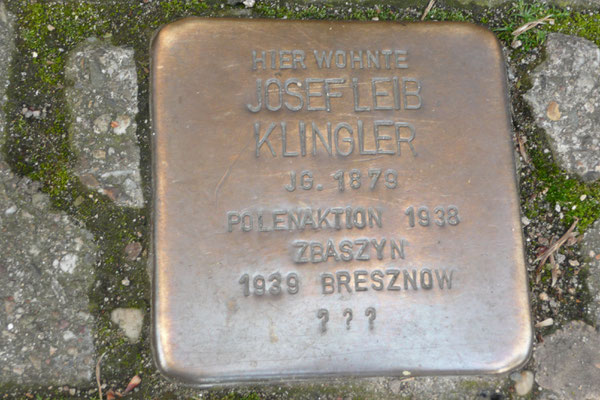 HIER WOHNTE
JOSEF LEIB
KLINGLER
JG. 1879
POLENAKTION 1938
ZBASZYN
1939 BRESZNOW
? ? ?